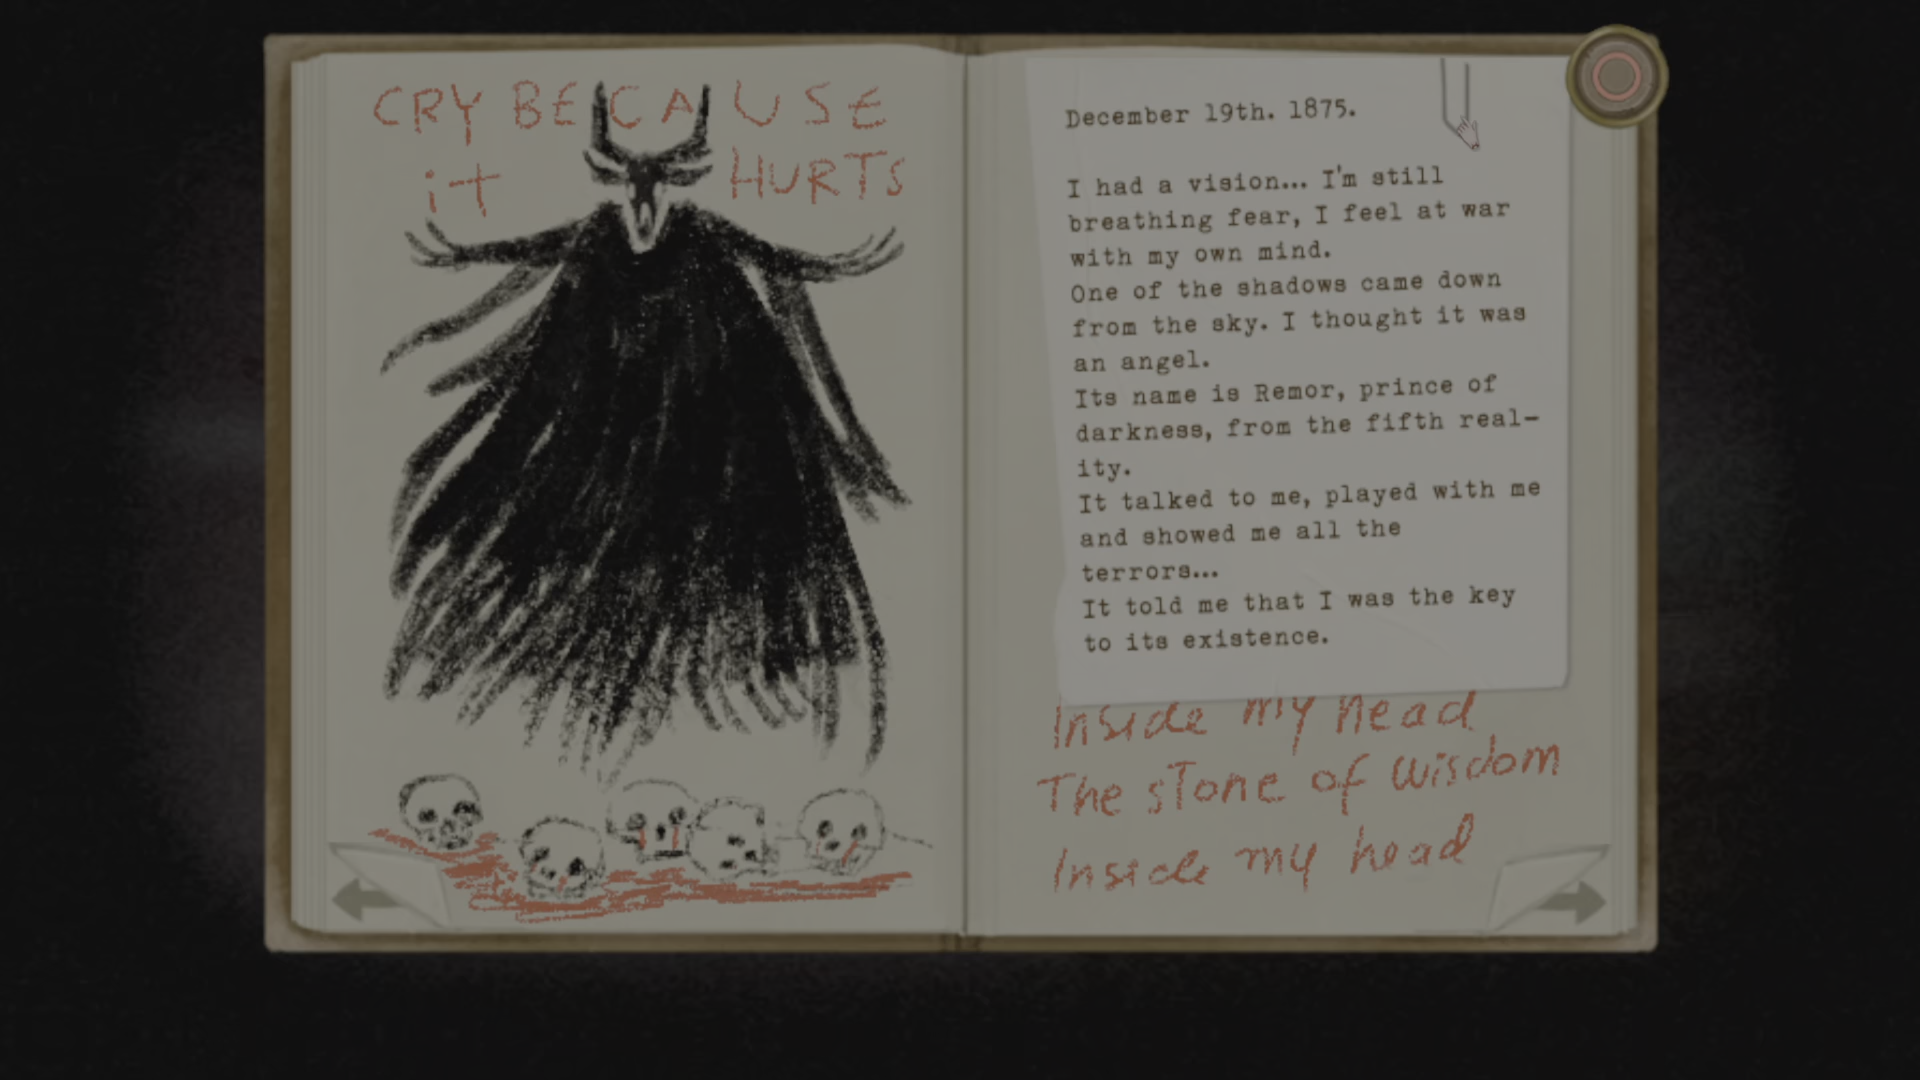 CRY BECAUSE
it HURTS
December 19th. 1875.
I had a vision... I'm still
breathing fear, I feel at war
with my own mind.
One of the shadows came down
from the sky. I thought it was
an angel.
Its name is Remor, prince of
darkness, from the fifth real-
ity.
It talked to me, played with me
and showed me all the
terrors...
It told me that I was the key
to its existence.
Inside my head
The sTone of wisdom
Inside my head